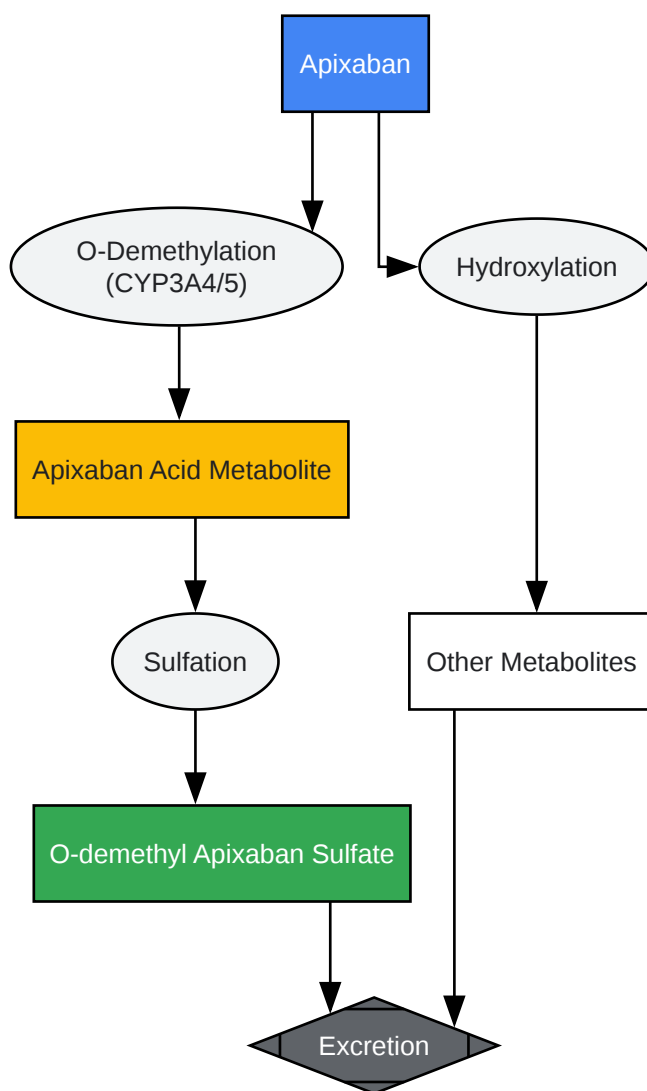 Apixaban
O-Demethylation
(CYP3A4/5)
Hydroxylation
Apixaban Acid Metabolite
Sulfation
Other Metabolites
O-demethyl Apixaban Sulfate
Excretion